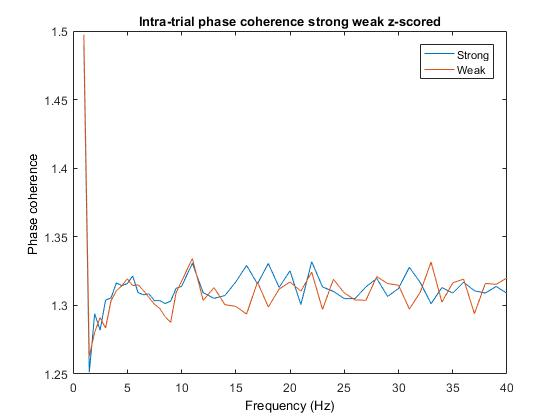 Intra-trial phase coherence strong weak z-scored
1.5
1.45
1.4
1.35
1.3
1.25
Phase coherence
Strong
Weak
0 5 10 15 20 25 30 35 40
Frequency (Hz)